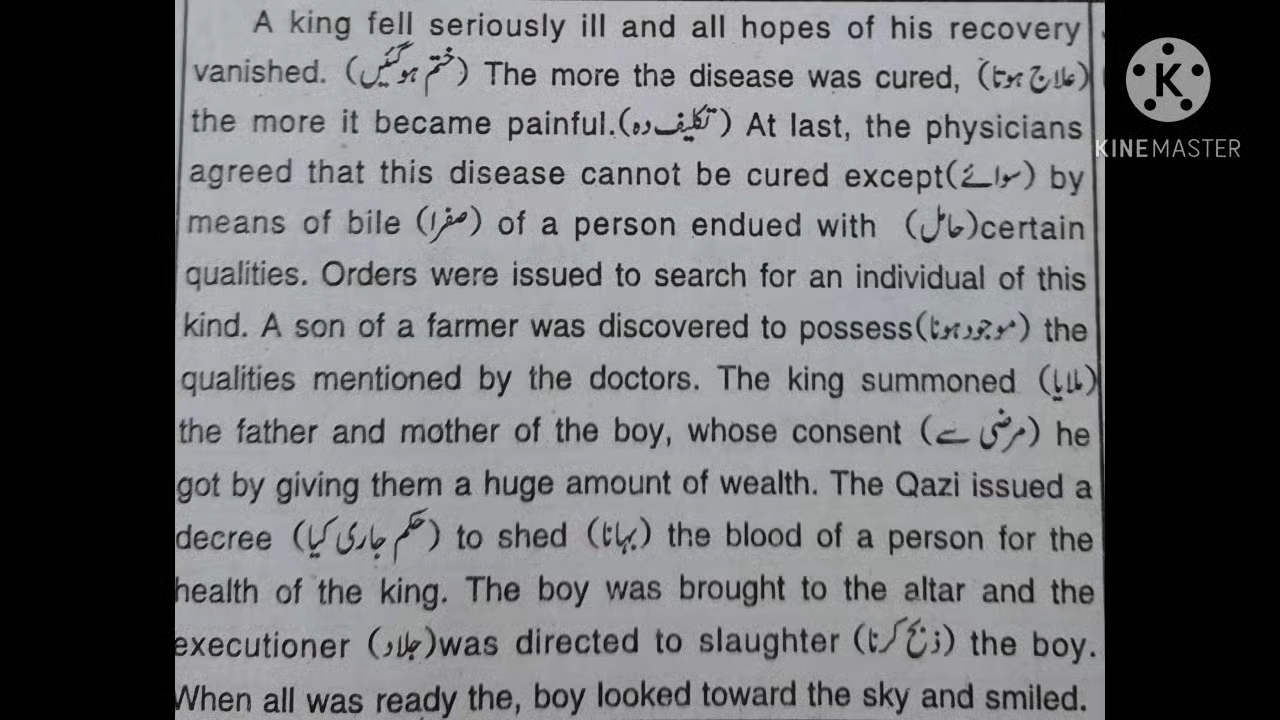 A king fell seriously ill and all hopes of his recovery
vanished. (ختم ہوگئیں) The more the disease was cured, (علاج ہوتا)
the more it became painful.(تکلیف دہ) At last, the physicians
agreed that this disease cannot be cured except(سوائے) by
means of bile (صفرا) of a person endued with (حامل)certain
qualities. Orders were issued to search for an individual of this
kind. A son of a farmer was discovered to possess(موجود ہونا) the
qualities mentioned by the doctors. The king summoned (بلایا)
the father and mother of the boy, whose consent (مرضی سے) he
got by giving them a huge amount of wealth. The Qazi issued a
decree (حکم جاری کیا) to shed (بہانا) the blood of a person for the
health of the king. The boy was brought to the altar and the
executioner (جلاد)was directed to slaughter (ذبح کرنا) the boy.
When all was ready the, boy looked toward the sky and smiled.
K
KINEMASTER